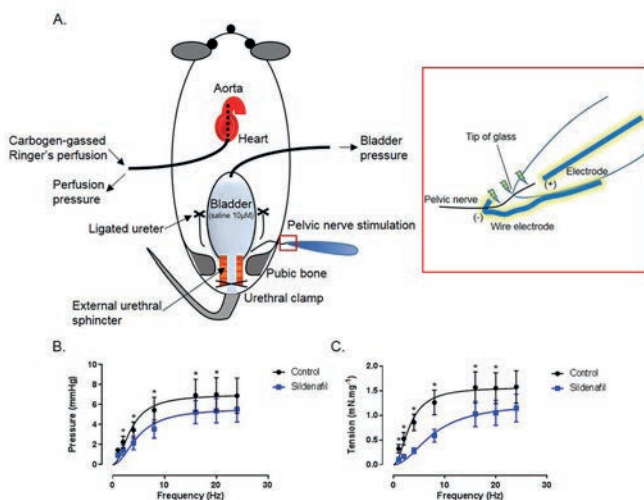 A.
Aorta
Heart
Carbogen-gassed
Ringer's perfusion
Perfusion
pressure
Bladder
pressure
Bladder
(saline 10µM)
Ligated ureter
Pelvic nerve stimulation
Pubic bone
Urethral clamp
External urethral
sphincter
Tip of glass
(+)
Electrode
Pelvic nerve
(-)
Wire electrode
B.
Pressure (mmHg)
10
8
6
4
2
0
0
10
20
30
Frequency (Hz)
Control
Sildenafil
* * * * * * *
C.
Tension (mN.mg⁻¹)
2.0
1.5
1.0
0.5
0.0
0
10
20
30
Frequency (Hz)
Control
Sildenafil
* * * * * * *